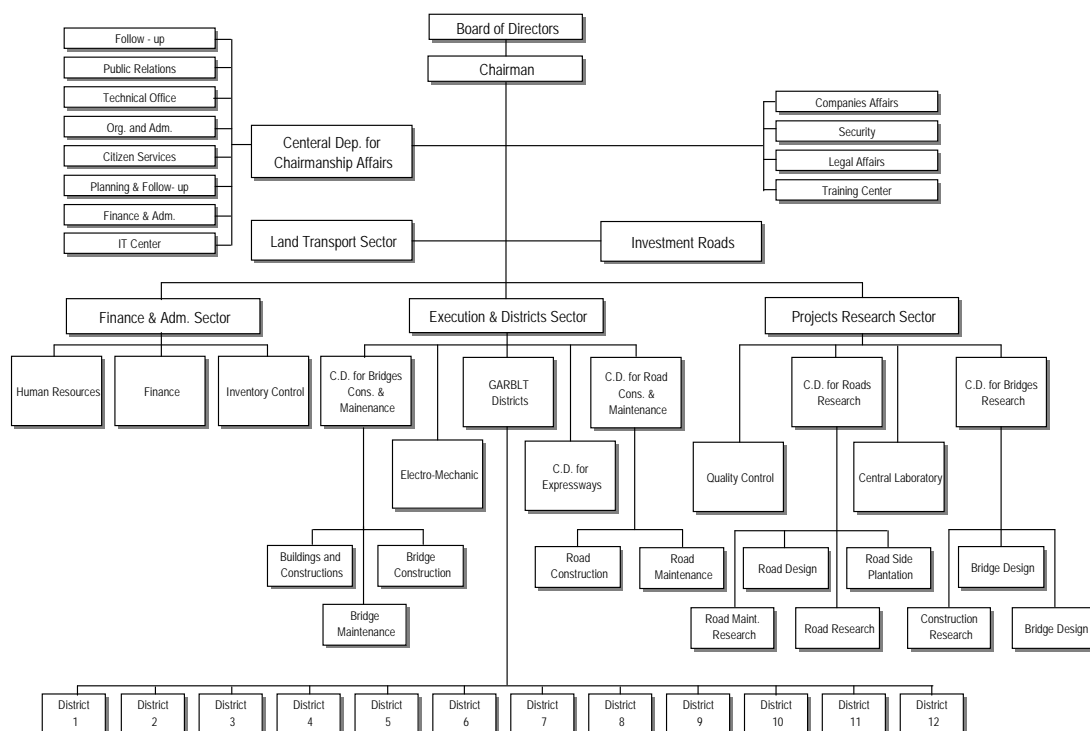 Board of Directors
Chairman
Follow - up
Public Relations
Technical Office
Org. and Adm.
Citizen Services
Planning & Follow- up
Finance & Adm.
IT Center
Centeral Dep. for
Chairmanship Affairs
Companies Affairs
Security
Legal Affairs
Training Center
Land Transport Sector
Investment Roads
Finance & Adm. Sector
Execution & Districts Sector
Projects Research Sector
Human Resources
Finance
Inventory Control
C.D. for Bridges
Cons. &
Mainenance
GARBLT
Districts
C.D. for Road
Cons. &
Maintenance
C.D. for Roads
Research
C.D. for Bridges
Research
Electro-Mechanic
C.D. for
Expressways
Quality Control
Central Laboratory
Buildings and
Constructions
Bridge
Construction
Bridge
Maintenance
Road
Construction
Road
Maintenance
Road Design
Road Side
Plantation
Bridge Design
Road Maint.
Research
Road Research
Construction
Research
Bridge Design
District
1
District
2
District
3
District
4
District
5
District
6
District
7
District
8
District
9
District
10
District
11
District
12